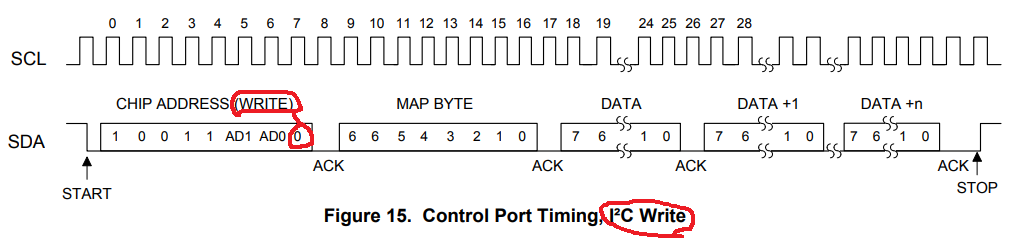 0 1 2 3 4 5 6 7 8 9 10 11 12 13 14 15 16 17 18 19 24 25 26 27 28
SCL
CHIP ADDRESS (WRITE) MAP BYTE DATA DATA +1 DATA +n
SDA 1 0 0 1 1 AD1 AD0 0 6 6 5 4 3 2 1 0 7 6 1 0 7 6 1 0 7 6 1 0
ACK ACK ACK ACK
START STOP
Figure 15. Control Port Timing, I²C Write